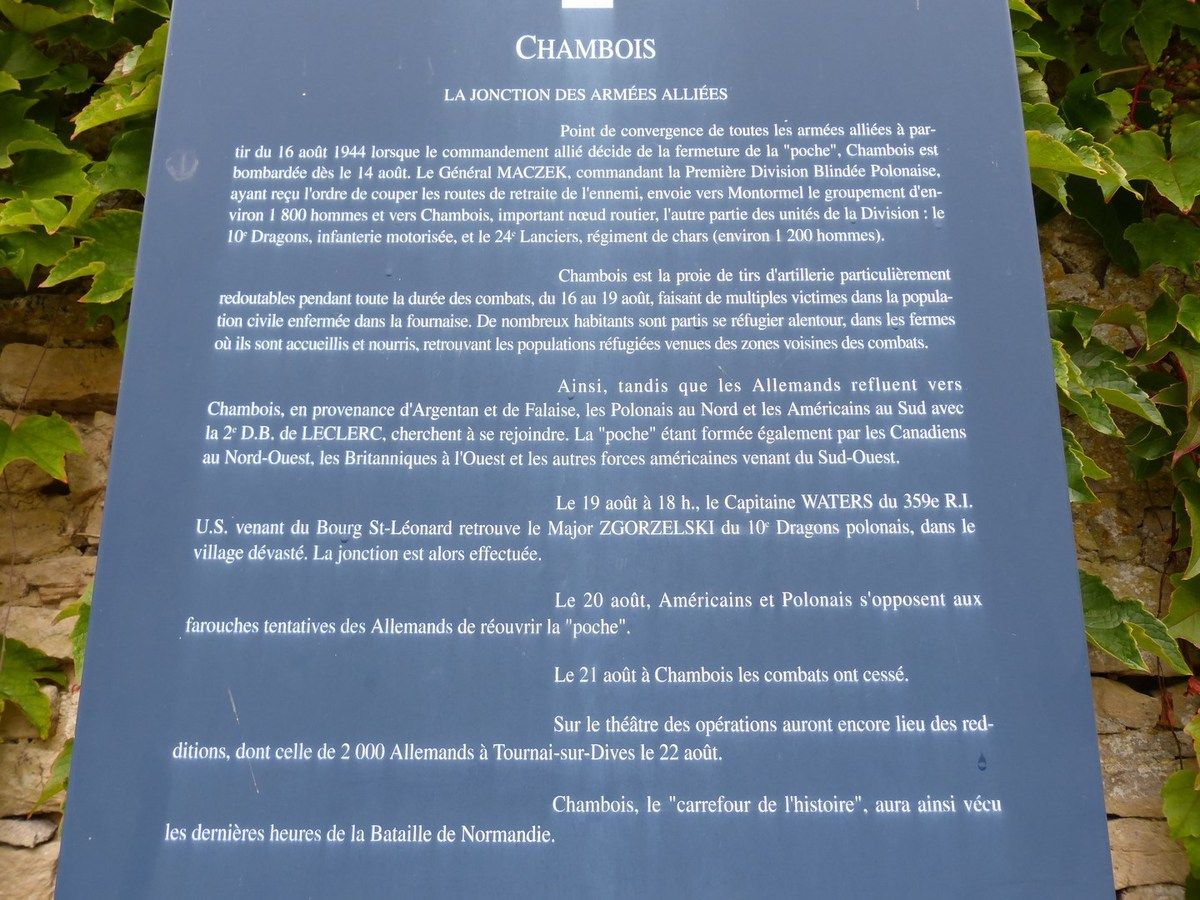 CHAMBOIS
LA JONCTION DES ARMÉES ALLIÉES
Point de convergence de toutes les armées alliées à par-
tir du 16 août 1944 lorsque le commandement allié décide de la fermeture de la "poche", Chambois est
bombardée dès le 14 août. Le Général MACZEK, commandant la Première Division Blindée Polonaise,
ayant reçu l'ordre de couper les routes de retraite de l'ennemi, envoie vers Montormel le groupement d'en-
viron 1 800 hommes et vers Chambois, important nœud routier, l'autre partie des unités de la Division : le
10e Dragons, infanterie motorisée, et le 24e Lanciers, régiment de chars (environ 1 200 hommes).
Chambois est la proie de tirs d'artillerie particulièrement
redoutables pendant toute la durée des combats, du 16 au 19 août, faisant de multiples victimes dans la popula-
tion civile enfermée dans la fournaise. De nombreux habitants sont partis se réfugier alentour, dans les fermes
où ils sont accueillis et nourris, retrouvant les populations réfugiées venues des zones voisines des combats.
Ainsi, tandis que les Allemands refluent vers
Chambois, en provenance d'Argentan et de Falaise, les Polonais au Nord et les Américains au Sud avec
la 2e D.B. de LECLERC, cherchent à se rejoindre. La "poche" étant formée également par les Canadiens
au Nord-Ouest, les Britanniques à l'Ouest et les autres forces américaines venant du Sud-Ouest.
Le 19 août à 18 h., le Capitaine WATERS du 359e R.I.
U.S. venant du Bourg St-Léonard retrouve le Major ZGORZELSKI du 10e Dragons polonais, dans le
village dévasté. La jonction est alors effectuée.
Le 20 août, Américains et Polonais s'opposent aux
farouches tentatives des Allemands de réouvrir la "poche".
Le 21 août à Chambois les combats ont cessé.
Sur le théâtre des opérations auront encore lieu des red-
ditions, dont celle de 2 000 Allemands à Tournai-sur-Dives le 22 août.
Chambois, le "carrefour de l'histoire", aura ainsi vécu
les dernières heures de la Bataille de Normandie.